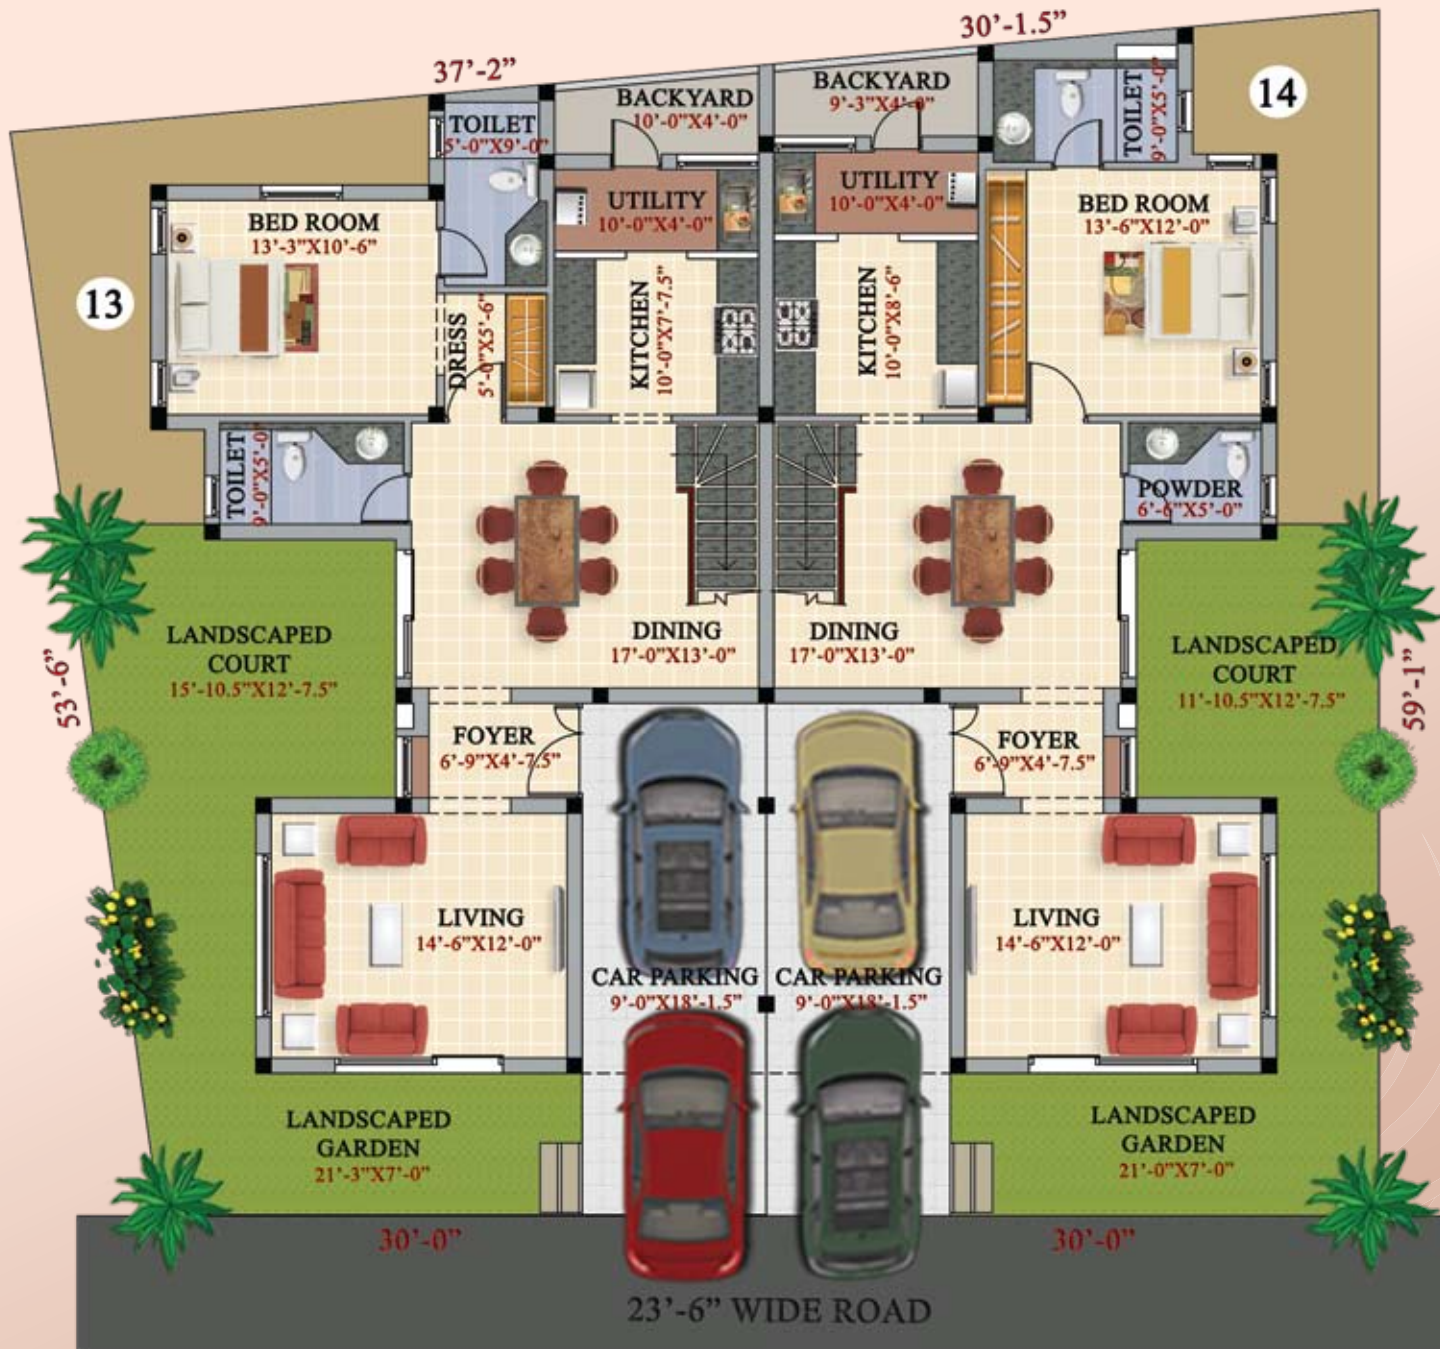 30'-1.5"
37'-2"
BACKYARD
10'-0"X4'-0"
BACKYARD
9'-3"X4'-0"
TOILET
9'-0"X5'-0"
14
TOILET
5'-0"X9'-0"
UTILITY
10'-0"X4'-0"
UTILITY
10'-0"X4'-0"
BED ROOM
13'-3"X10'-6"
BED ROOM
13'-6"X12'-0"
13
DRESS
5'-0"X5'-6"
KITCHEN
10'-0"X7'-7.5"
KITCHEN
10'-0"X8'-6"
TOILET
9'-0"X5'-0"
POWDER
6'-6"X5'-0"
DINING
17'-0"X13'-0"
DINING
17'-0"X13'-0"
LANDSCAPED
COURT
15'-10.5"X12'-7.5"
LANDSCAPED
COURT
11'-10.5"X12'-7.5"
53'-6"
59'-1"
FOYER
6'-9"X4'-7.5"
FOYER
6'-9"X4'-7.5"
LIVING
14'-6"X12'-0"
LIVING
14'-6"X12'-0"
CAR PARKING
9'-0"X18'-1.5"
CAR PARKING
9'-0"X18'-1.5"
LANDSCAPED
GARDEN
21'-3"X7'-0"
LANDSCAPED
GARDEN
21'-0"X7'-0"
30'-0"
30'-0"
23'-6" WIDE ROAD